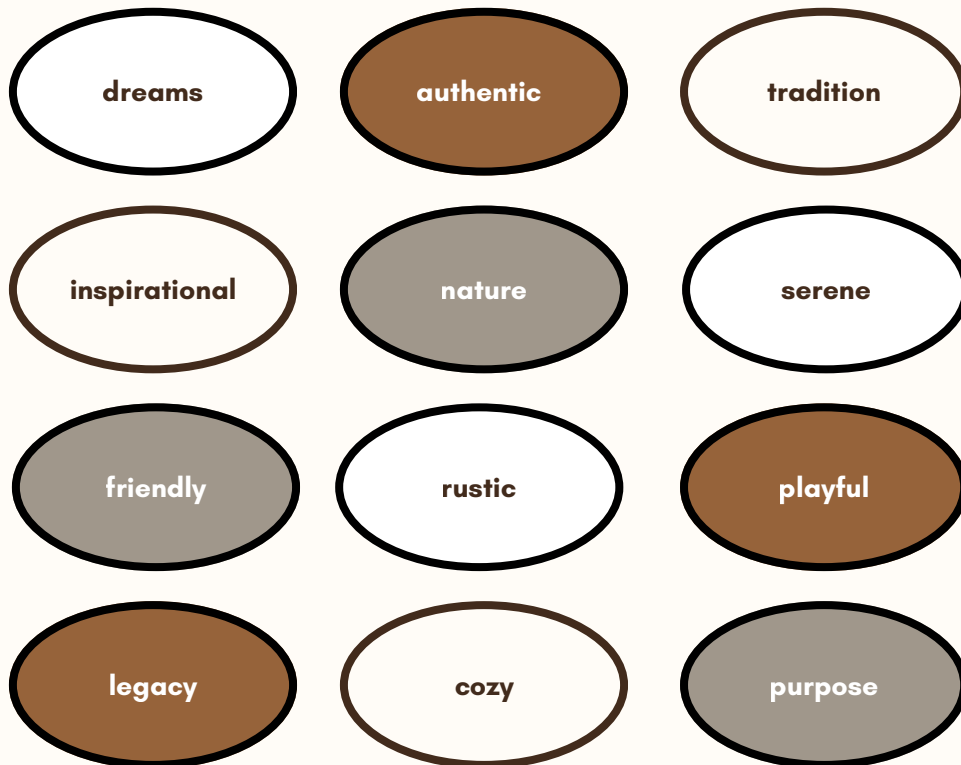 dreams
authentic
tradition
inspirational
nature
serene
friendly
rustic
playful
legacy
cozy
purpose